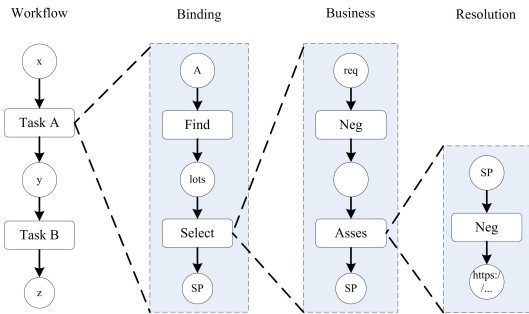 Workflow
Binding
Business
Resolution
x
Task A
y
Task B
z
A
Find
lots
Select
SP
req
Neg
Asses
SP
SP
Neg
https:/
/...